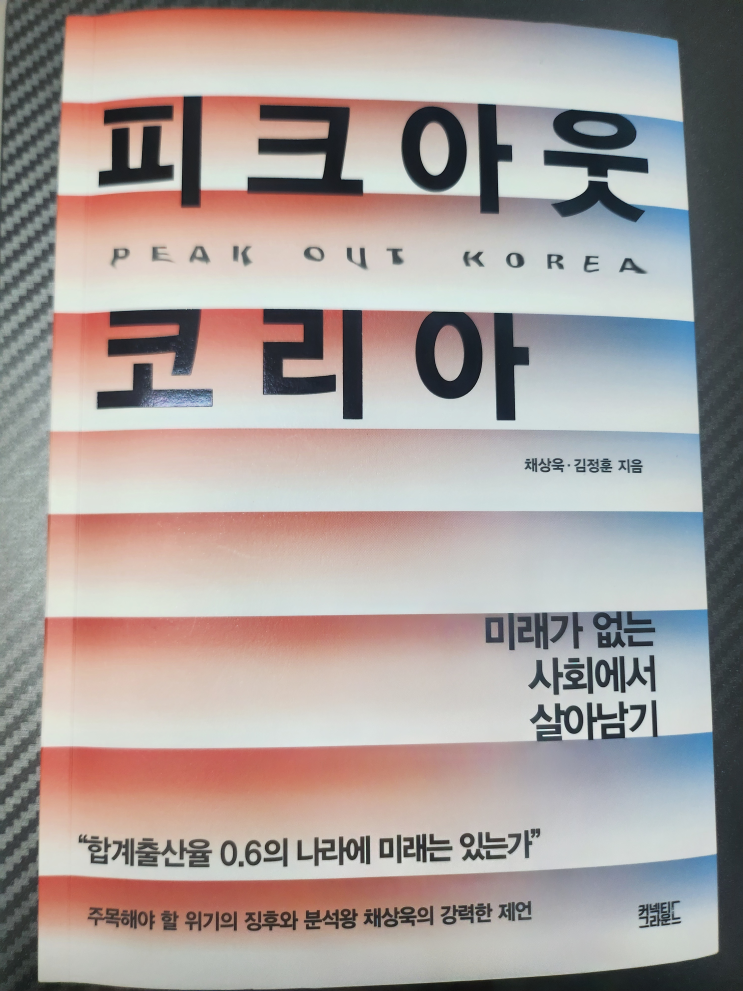 피크아웃
PEAK OUT KOREA
코리아
채상욱·김정훈 지음
미래가 없는
사회에서
살아남기
“합계출산율 0.6의 나라에 미래는 있는가”
주목해야 할 위기의 징후와 분석왕 채상욱의 강력한 제언
커넥티드
그라운드